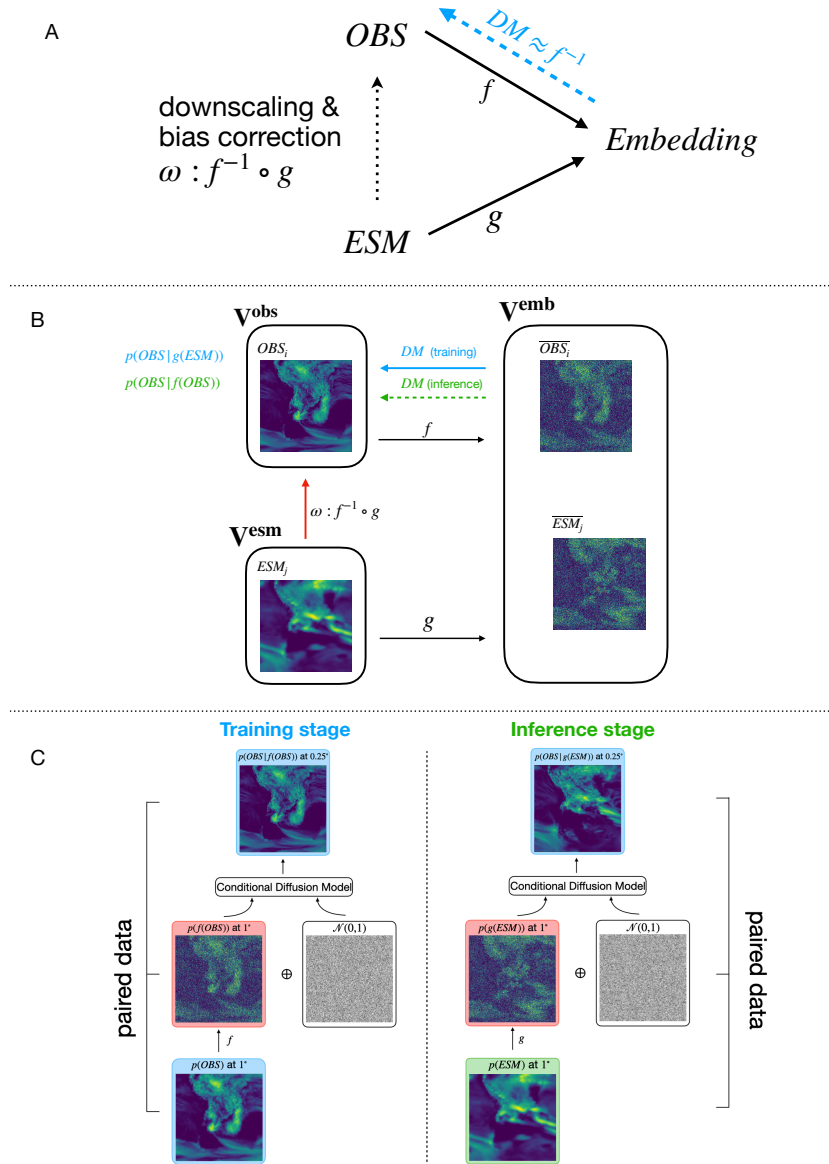 A
OBS
DM ≈ f⁻¹
f
downscaling &
bias correction
ω : f⁻¹ ∘ g
Embedding
ESM
g
B
V^obs
V^emb
p(OBS | g(ESM))
p(OBS | f(OBS))
OBS_i
DM (training)
DM (inference)
f
\overline{OBS_i}
ω : f⁻¹ ∘ g
V^esm
ESM_j
g
\overline{ESM_j}
Training stage
Inference stage
C
p(OBS | f(OBS)) at 0.25°
p(OBS | g(ESM)) at 0.25°
Conditional Diffusion Model
Conditional Diffusion Model
p(f(OBS)) at 1°
𝒩(0,1)
p(g(ESM)) at 1°
𝒩(0,1)
⊕
⊕
paired data
paired data
f
g
p(OBS) at 1°
p(ESM) at 1°